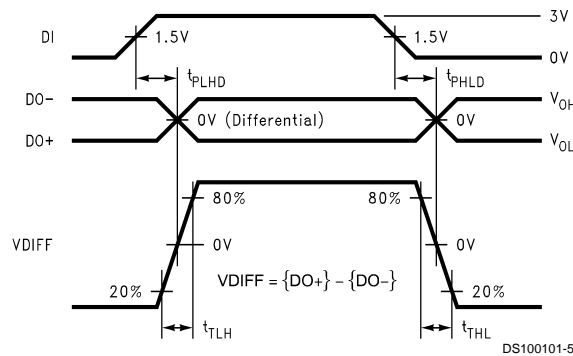 3V
DI
1.5V
1.5V
0V
tPLHD
tPHLD
DO-
VOH
0V (Differential)
0V
DO+
VOL
80%
80%
VDIFF
0V
0V
VDIFF = {DO+} – {DO–}
20%
20%
tTLH
tTHL
DS100101-5